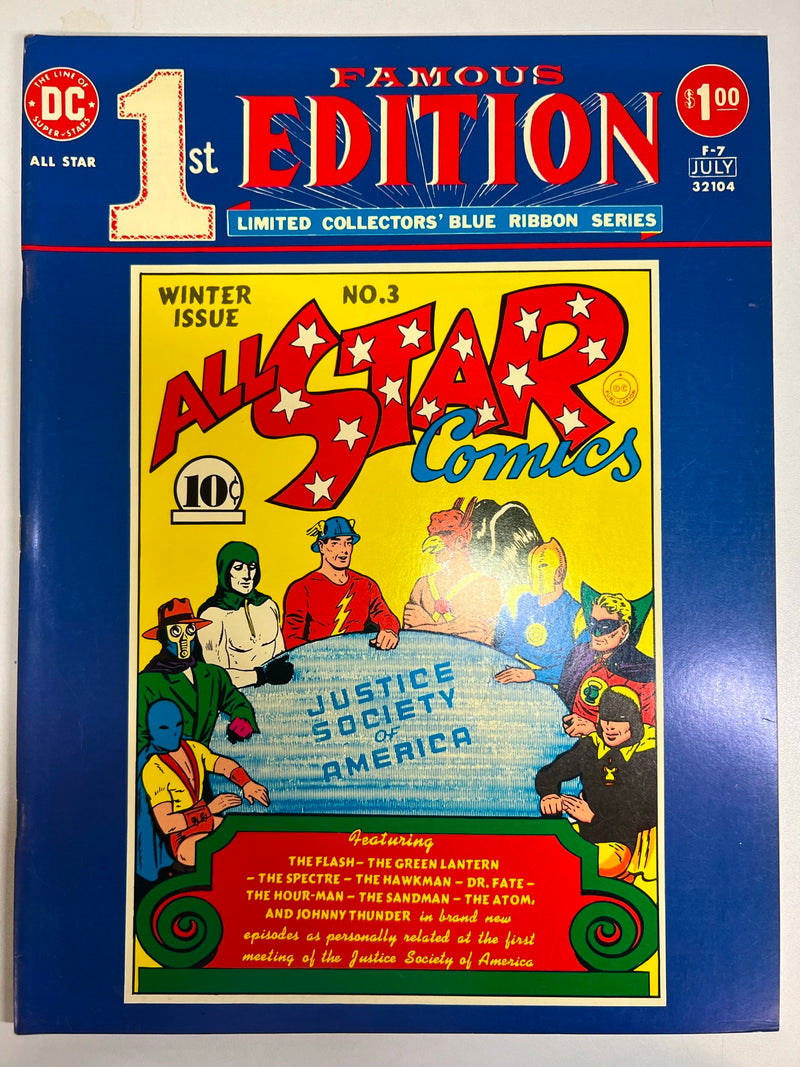 THE LINE OF
DC
SUPER-STARS
ALL STAR
1st
FAMOUS
EDITION
LIMITED COLLECTORS' BLUE RIBBON SERIES
$1.00
F-7
JULY
32104
WINTER
ISSUE
NO.3
ALL STAR
Comics
A
DC
PUBLICATION
10¢
JUSTICE
SOCIETY
OF
AMERICA
Featuring
THE FLASH – THE GREEN LANTERN
– THE SPECTRE – THE HAWKMAN – DR. FATE –
THE HOUR-MAN – THE SANDMAN – THE ATOM,
AND JOHNNY THUNDER in brand new
episodes as personally related at the first
meeting of the Justice Society of America